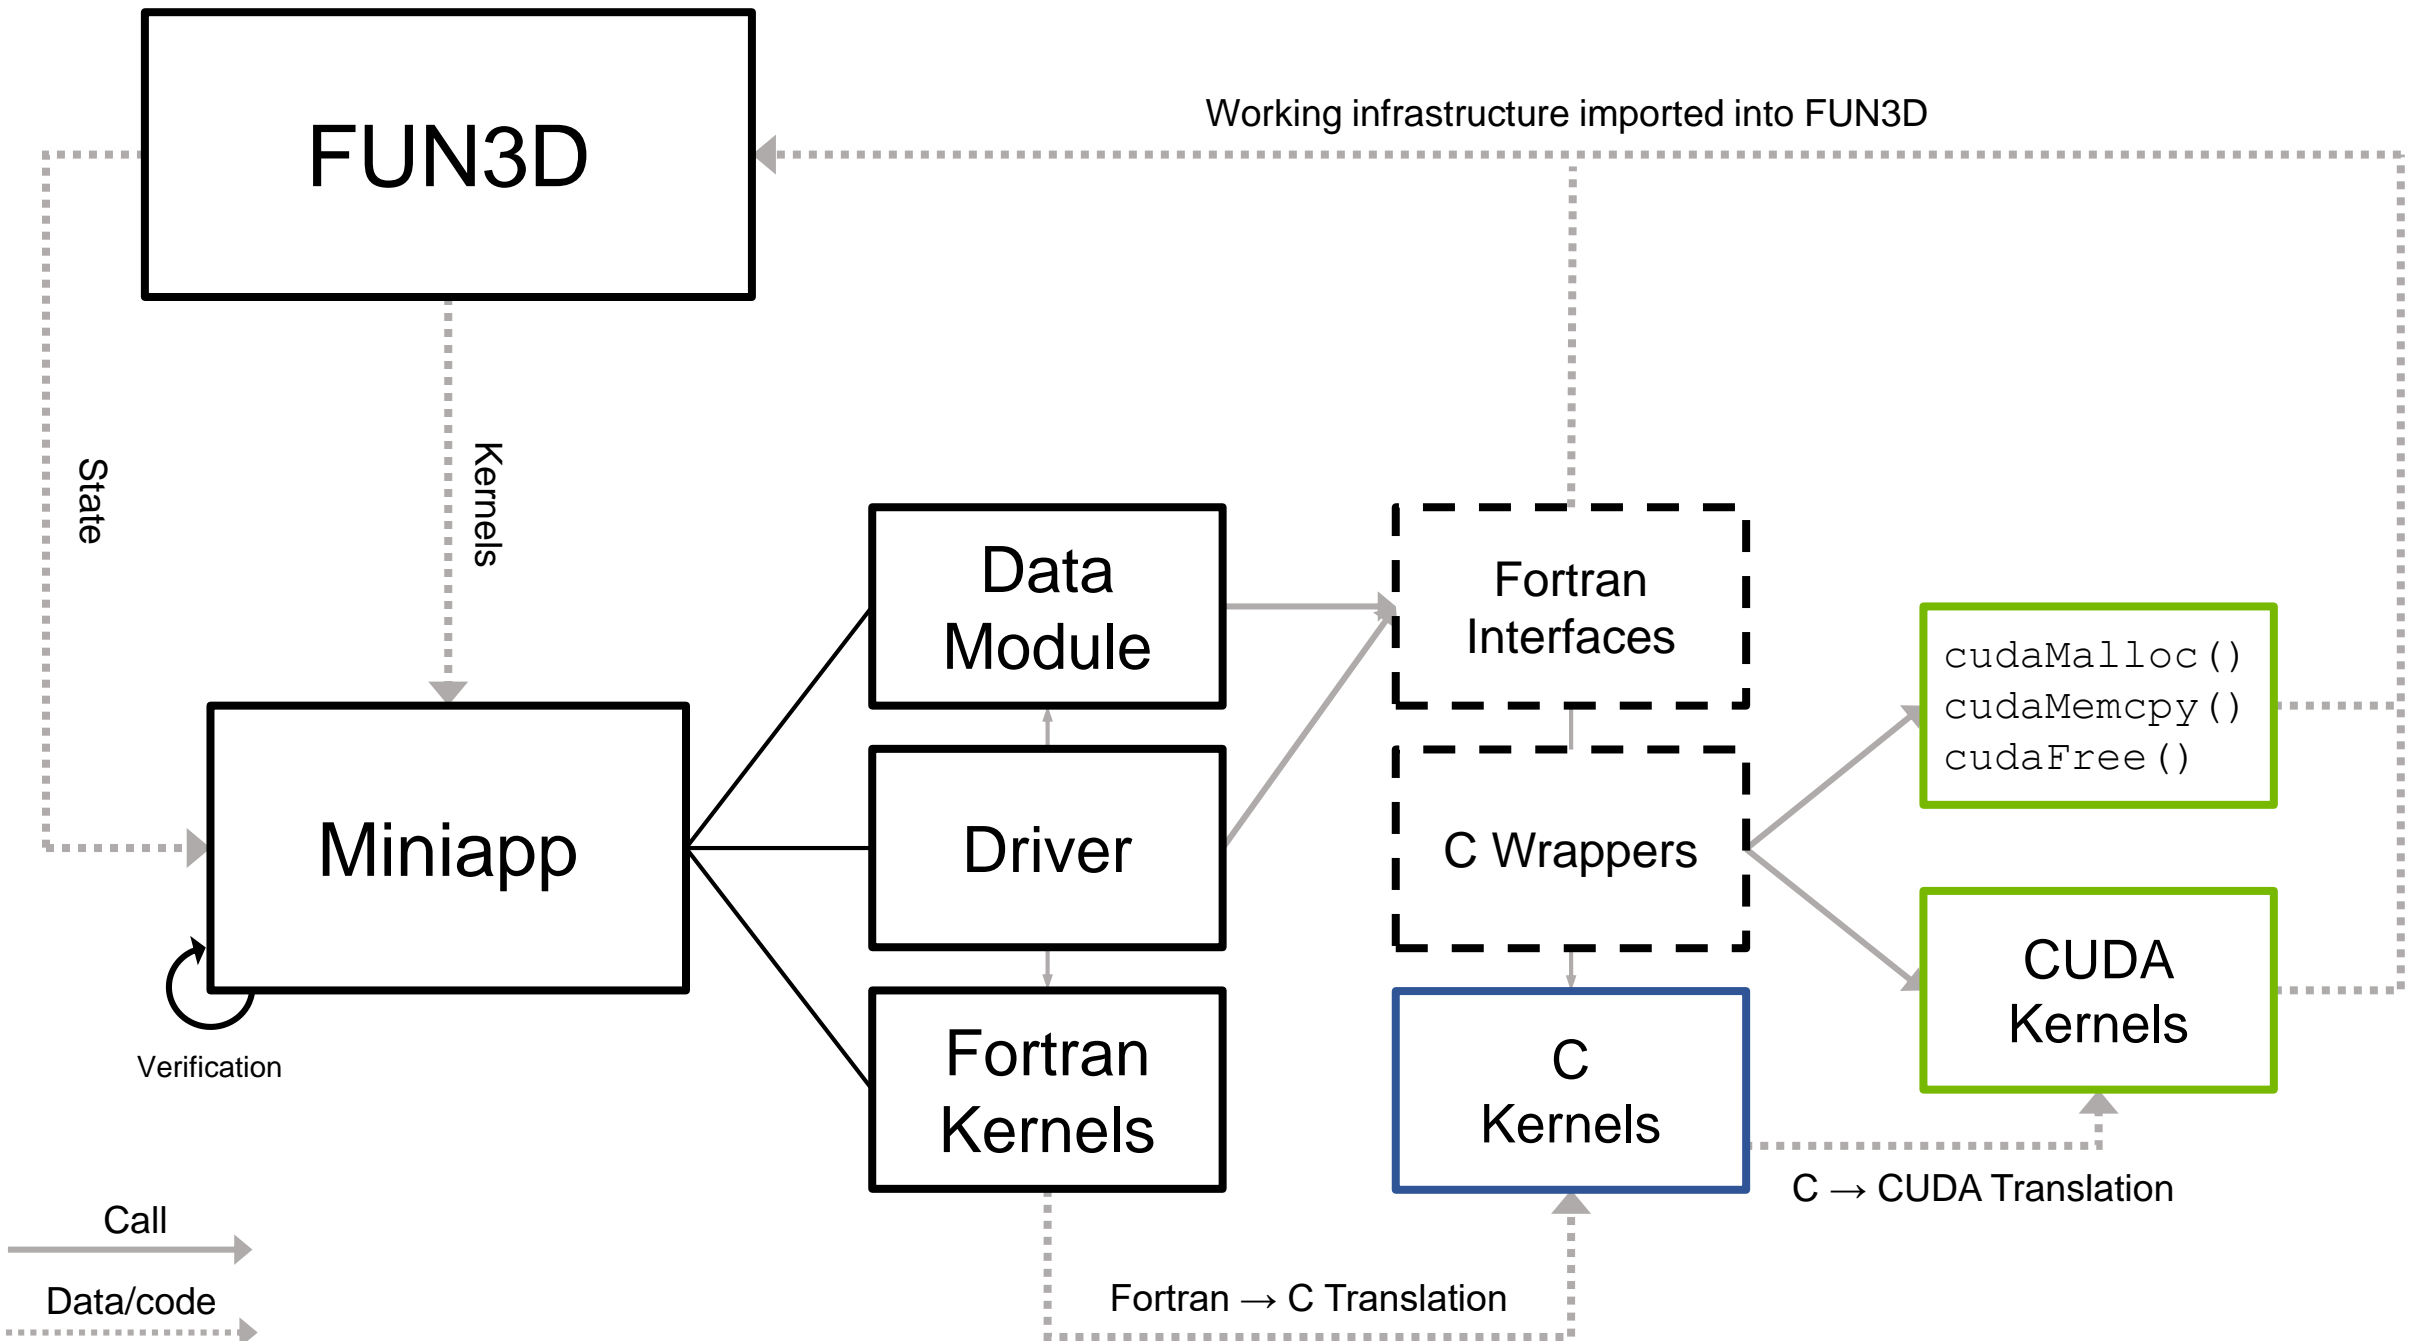 FUN3D
Working infrastructure imported into FUN3D
State
Kernels
Data
Module
Fortran
Interfaces
cudaMalloc()
cudaMemcpy()
cudaFree()
Miniapp
Driver
C Wrappers
CUDA
Kernels
Verification
Fortran
Kernels
C
Kernels
C → CUDA Translation
Call
Data/code
Fortran → C Translation